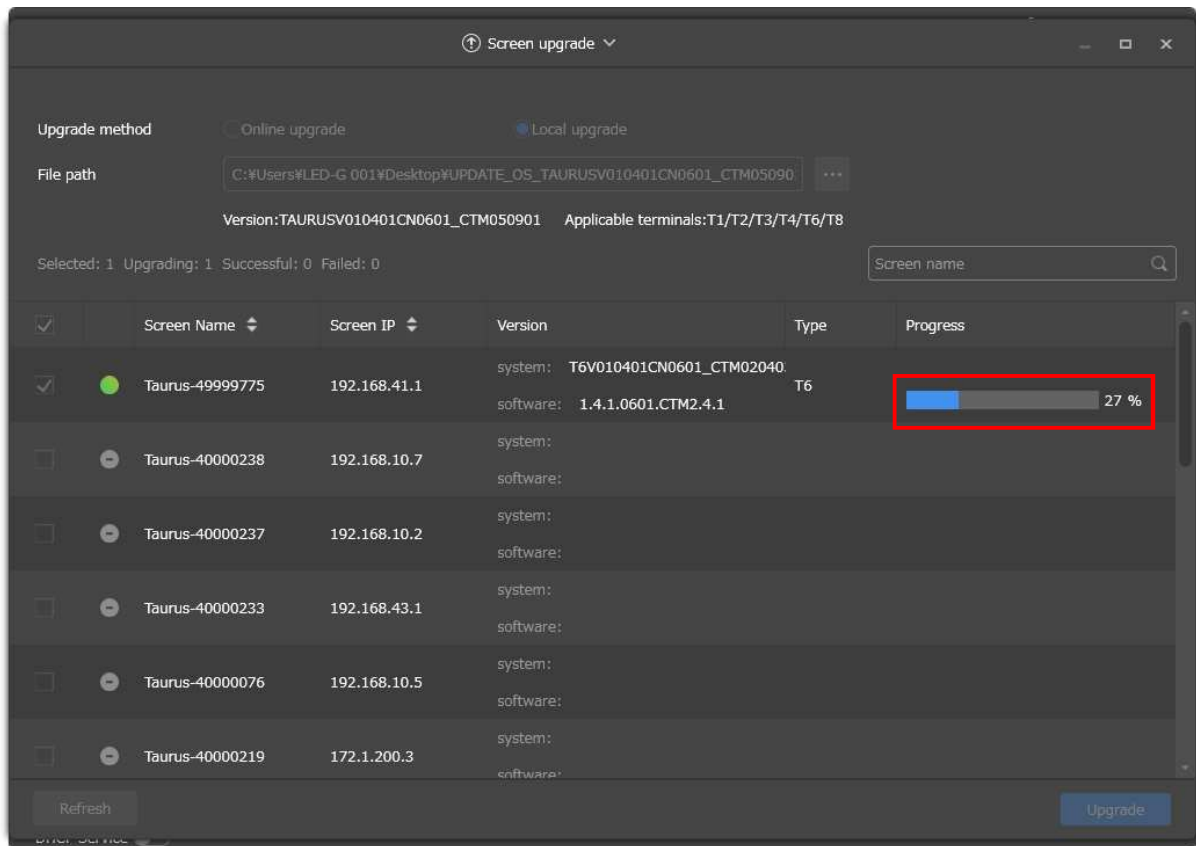 Screen upgrade
Upgrade method
Online upgrade
Local upgrade
File path
C:¥Users¥LED-G 001¥Desktop¥UPDATE_OS_TAURUSV010401CN0601_CTM05090
...
Version:TAURUSV010401CN0601_CTM050901 Applicable terminals:T1/T2/T3/T4/T6/T8
Selected: 1 Upgrading: 1 Successful: 0 Failed: 0
Screen name
Screen Name Screen IP Version Type Progress
system: T6V010401CN0601_CTM02040
Taurus-49999775 192.168.41.1 T6 27 %
software: 1.4.1.0601.CTM2.4.1
system:
Taurus-40000238 192.168.10.7
software:
system:
Taurus-40000237 192.168.10.2
software:
system:
Taurus-40000233 192.168.43.1
software:
system:
Taurus-40000076 192.168.10.5
software:
system:
Taurus-40000219 172.1.200.3
software:
Refresh
Upgrade